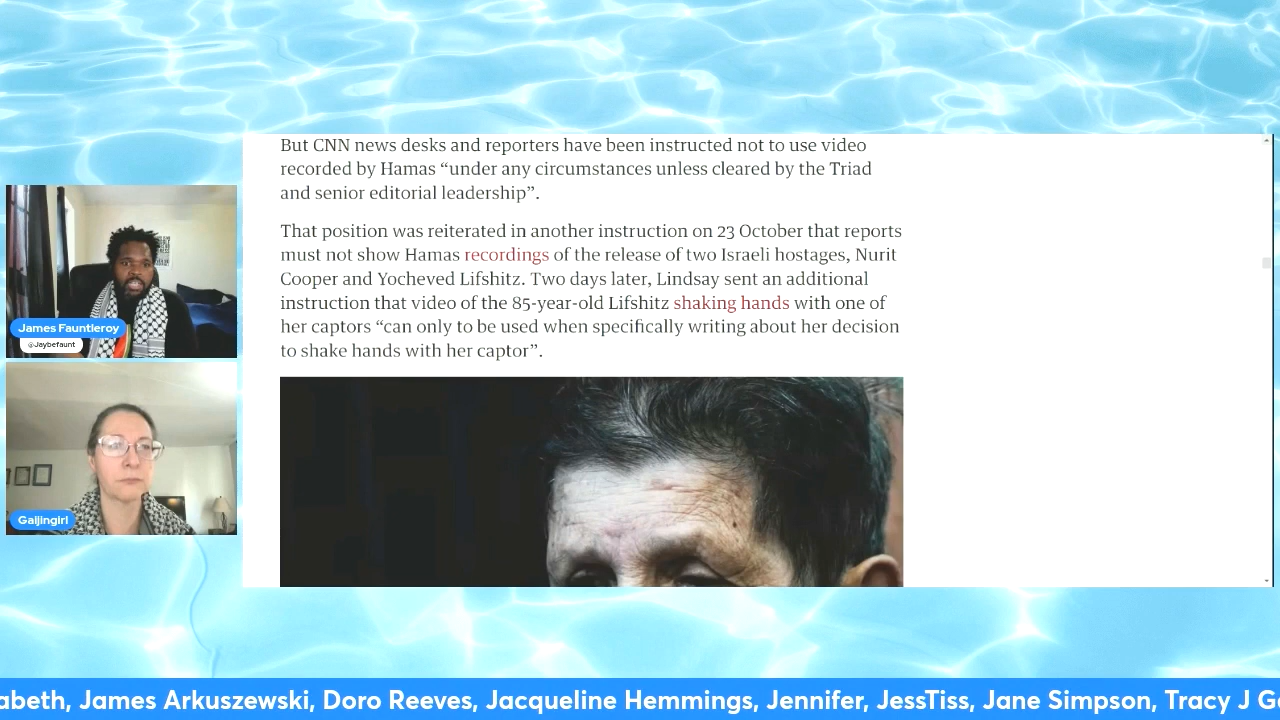 But CNN news desks and reporters have been instructed not to use video
recorded by Hamas “under any circumstances unless cleared by the Triad
and senior editorial leadership”.
That position was reiterated in another instruction on 23 October that reports
must not show Hamas recordings of the release of two Israeli hostages, Nurit
Cooper and Yocheved Lifshitz. Two days later, Lindsay sent an additional
instruction that video of the 85-year-old Lifshitz shaking hands with one of
her captors “can only to be used when specifically writing about her decision
to shake hands with her captor”.
James Fauntleroy
@Jaybefaunt
Gaijingirl
abeth, James Arkuszewski, Doro Reeves, Jacqueline Hemmings, Jennifer, JessTiss, Jane Simpson, Tracy J G